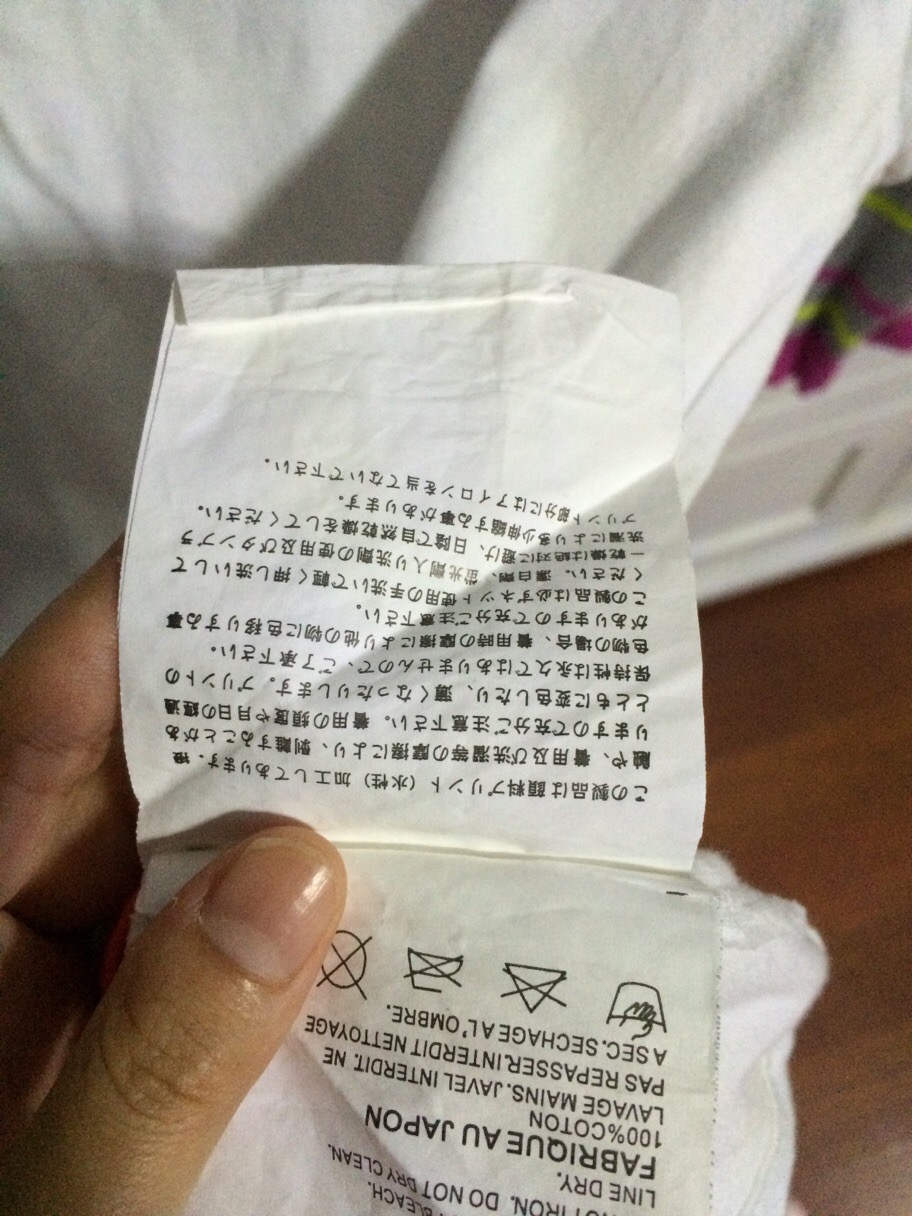 BLEACH.
NOT IRON. DO NOT DRY CLEAN.
LINE DRY.
FABRIQUE AU JAPON
100%COTON
LAVAGE MAINS. JAVEL INTERDIT. NE
PAS REPASSER.INTERDIT NETTOYAGE
A SEC. SECHAGE A L'OMBRE.
この製品は顔料プリント（水性）加工してあります。接
触や、着用及び洗濯等の摩擦により、剥離することがあ
りますので充分ご注意下さい。着用の頻度や月日の経過
とともに変色したり、薄くなったりします。プリントの
保持性は永久ではありませんので、ご了承下さい。
色物の場合、着用時の摩擦により他の物に色移りする事
がありますので充分ご注意下さい。
この製品は必ずネット使用の手洗いで軽く押し洗いして
ください。漂白剤、蛍光剤入り洗剤の使用及びタンブラ
ー乾燥は絶対に避け、日陰で自然乾燥をしてください。
洗濯により多少伸縮する事があります。
プリント部分にはアイロンを当てないで下さい。